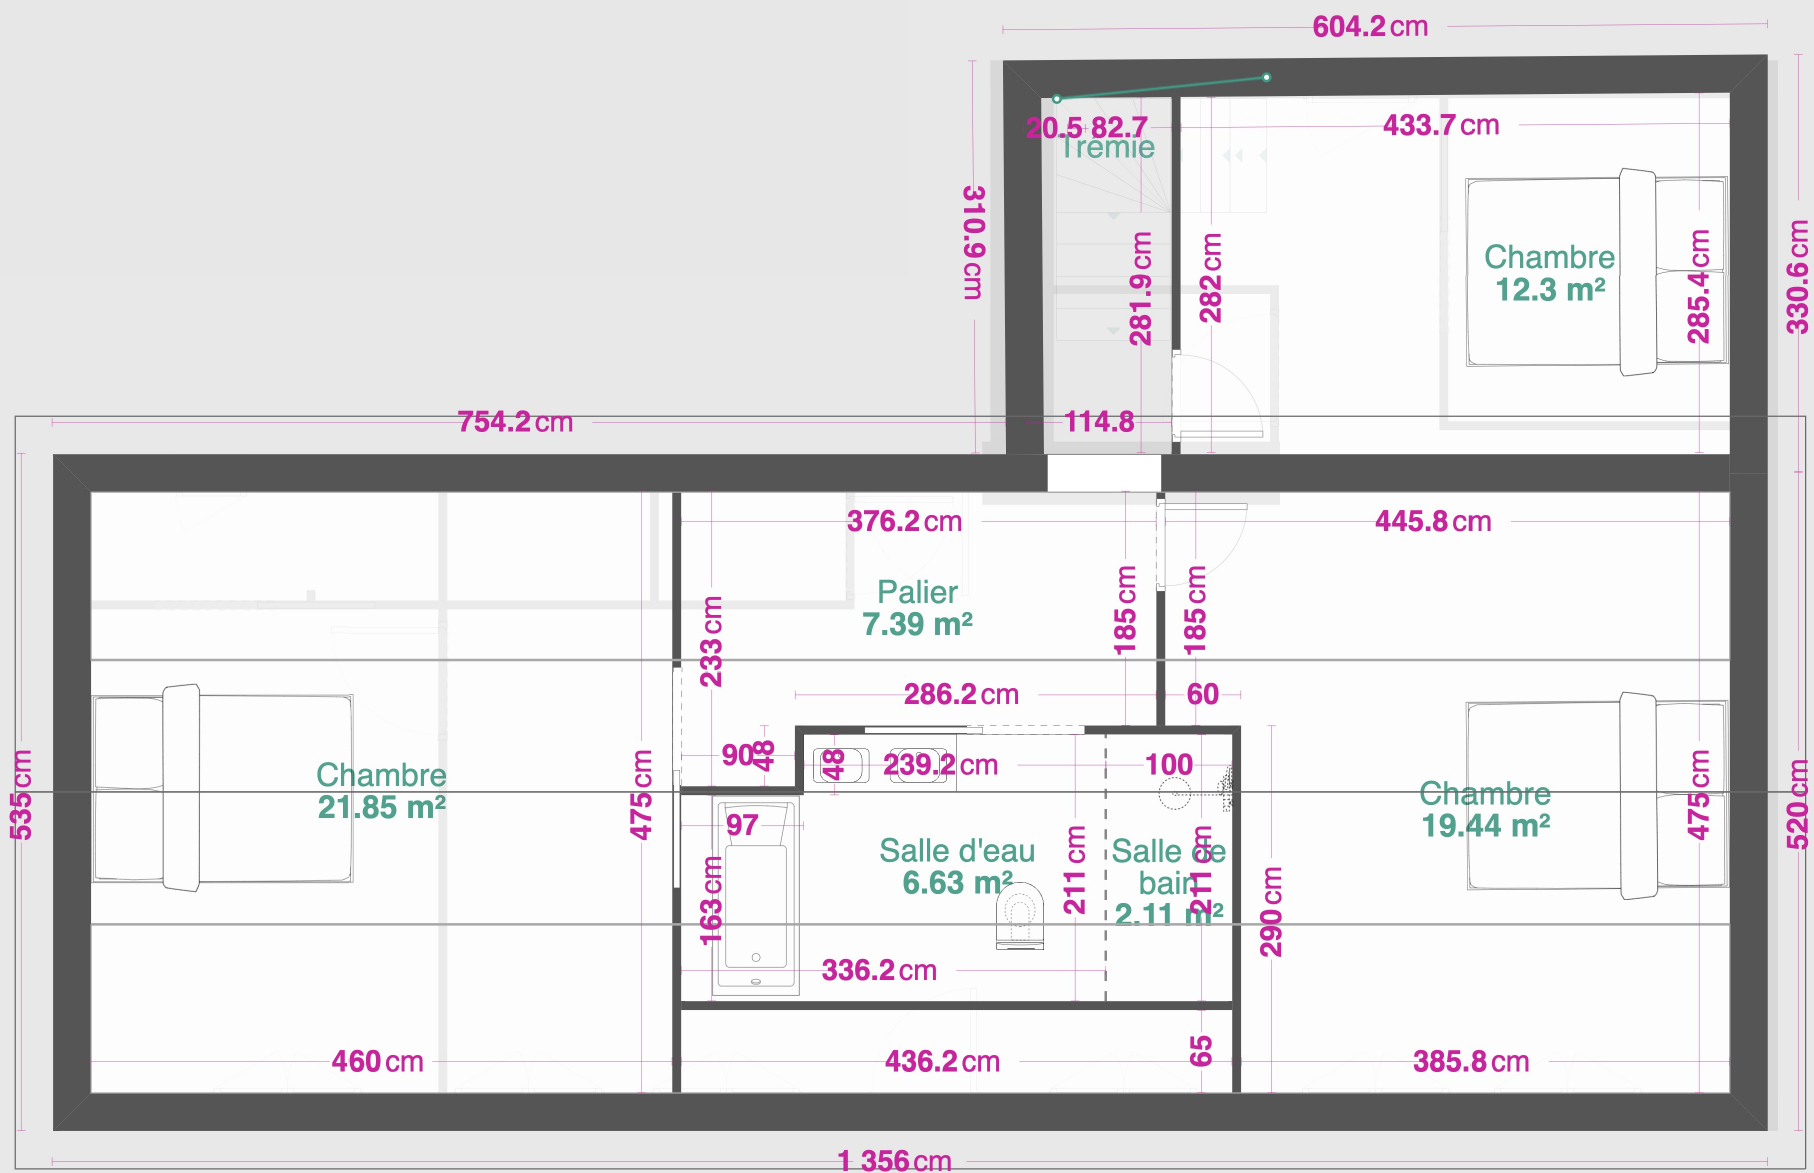 604.2 cm
20.5 82.7
433.7 cm
Trémie
310.9 cm
281.9 cm
282 cm
Chambre
12.3 m²
285.4 cm
330.6 cm
754.2 cm
114.8
376.2 cm
445.8 cm
Palier
7.39 m²
233 cm
185 cm
185 cm
286.2 cm
60
90
48
48
239.2 cm
100
535 cm
Chambre
21.85 m²
475 cm
97
163 cm
Salle d'eau
6.63 m²
211 cm
Salle de
bain
2.11 m²
211 cm
290 cm
Chambre
19.44 m²
475 cm
520 cm
336.2 cm
460 cm
436.2 cm
65
385.8 cm
1 356 cm